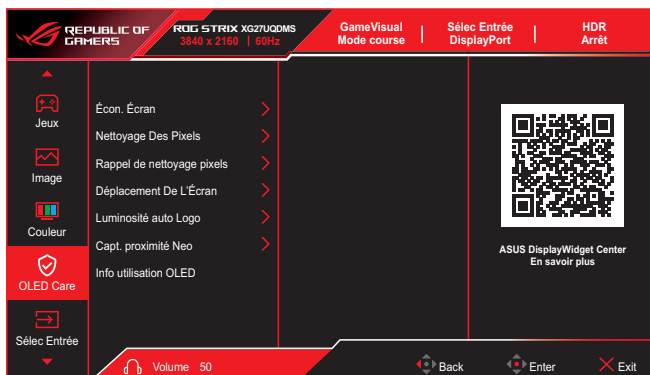 REPUBLIC OF
GAMERS
ROG STRIX XG27UQDMS
3840 x 2160 | 60Hz
GameVisual
Mode course
Sélec Entrée
DisplayPort
HDR
Arrêt
Jeux
Image
Couleur
OLED Care
Sélec Entrée
Écon. Écran
Nettoyage Des Pixels
Rappel de nettoyage pixels
Déplacement De L'Écran
Luminosité auto Logo
Capt. proximité Neo
Info utilisation OLED
ASUS DisplayWidget Center
En savoir plus
Volume 50
Back
Enter
Exit